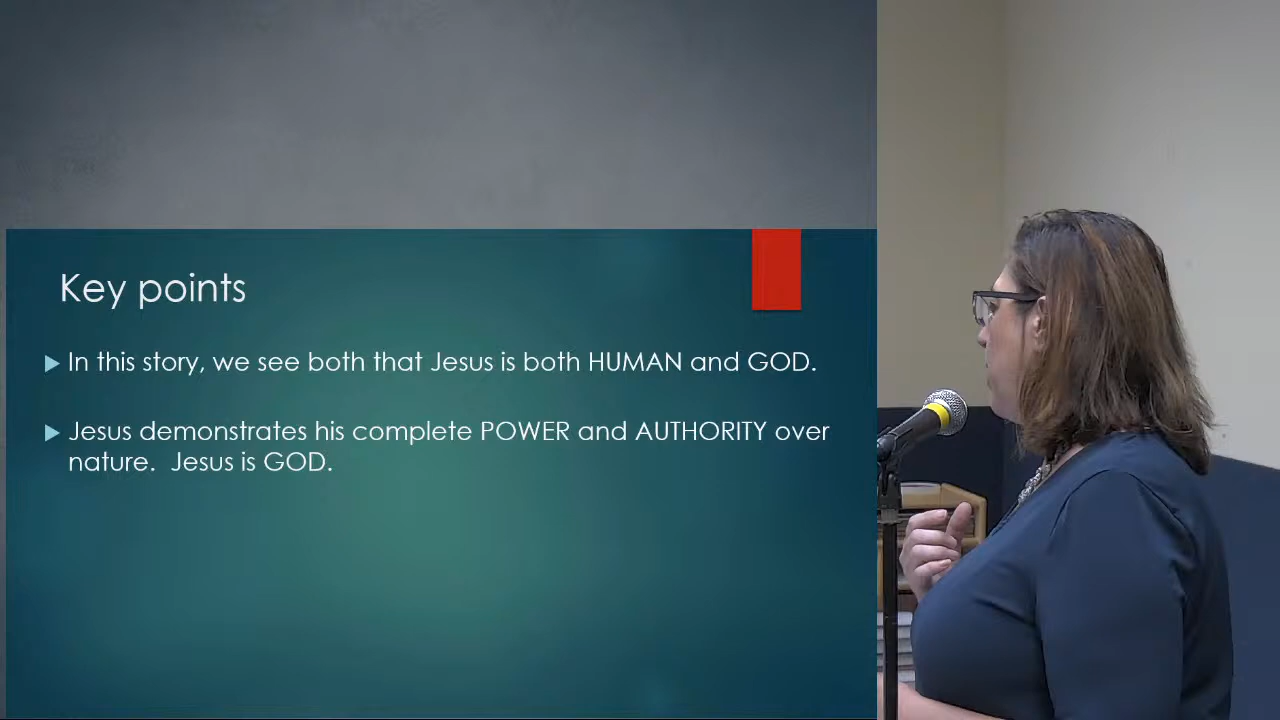 Key points
In this story, we see both that Jesus is both HUMAN and GOD.
Jesus demonstrates his complete POWER and AUTHORITY over
nature.  Jesus is GOD.